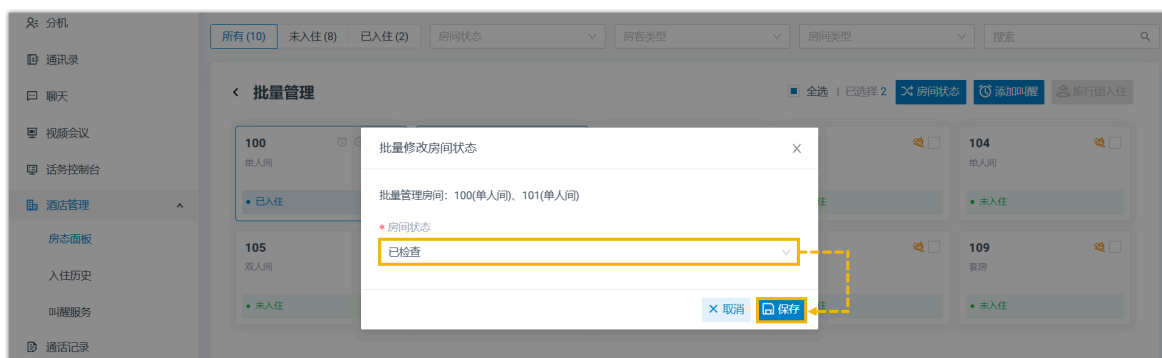 分机
通讯录
聊天
视频会议
话务控制台
酒店管理
房态面板
入住历史
叫醒服务
通话记录
所有 (10) 未入住 (8) 已入住 (2) 房间状态 房客类型 房间类型 搜索
批量管理 全选 | 已选择 2 房间状态 添加叫醒 旅行团入住
100
单人间
已入住
104
单人间
未入住
105
双人间
未入住
109
套房
未入住
批量修改房间状态
批量管理房间：100(单人间)、101(单人间)
* 房间状态
已检查
取消 保存
住
住